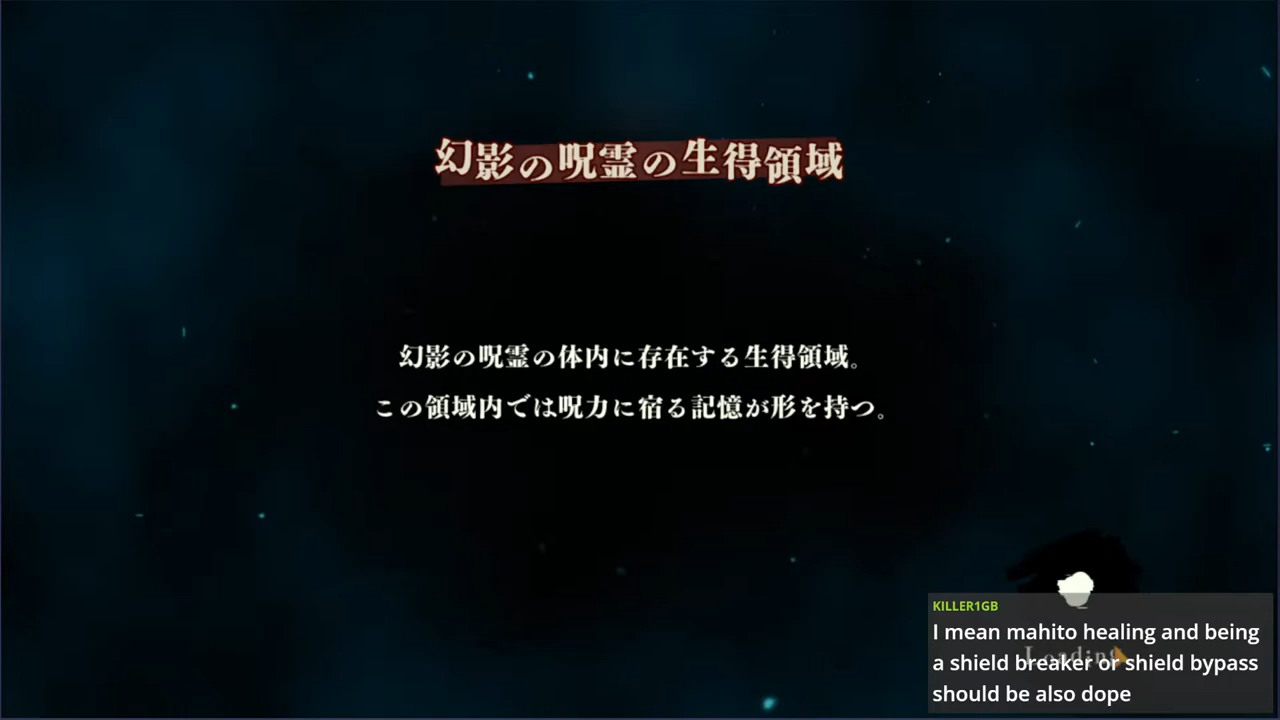 幻影の呪霊の生得領域
幻影の呪霊の体内に存在する生得領域。
この領域内では呪力に宿る記憶が形を持つ。
KILLER1GB
I mean mahito healing and being
a shield breaker or shield bypass
should be also dope
Loading